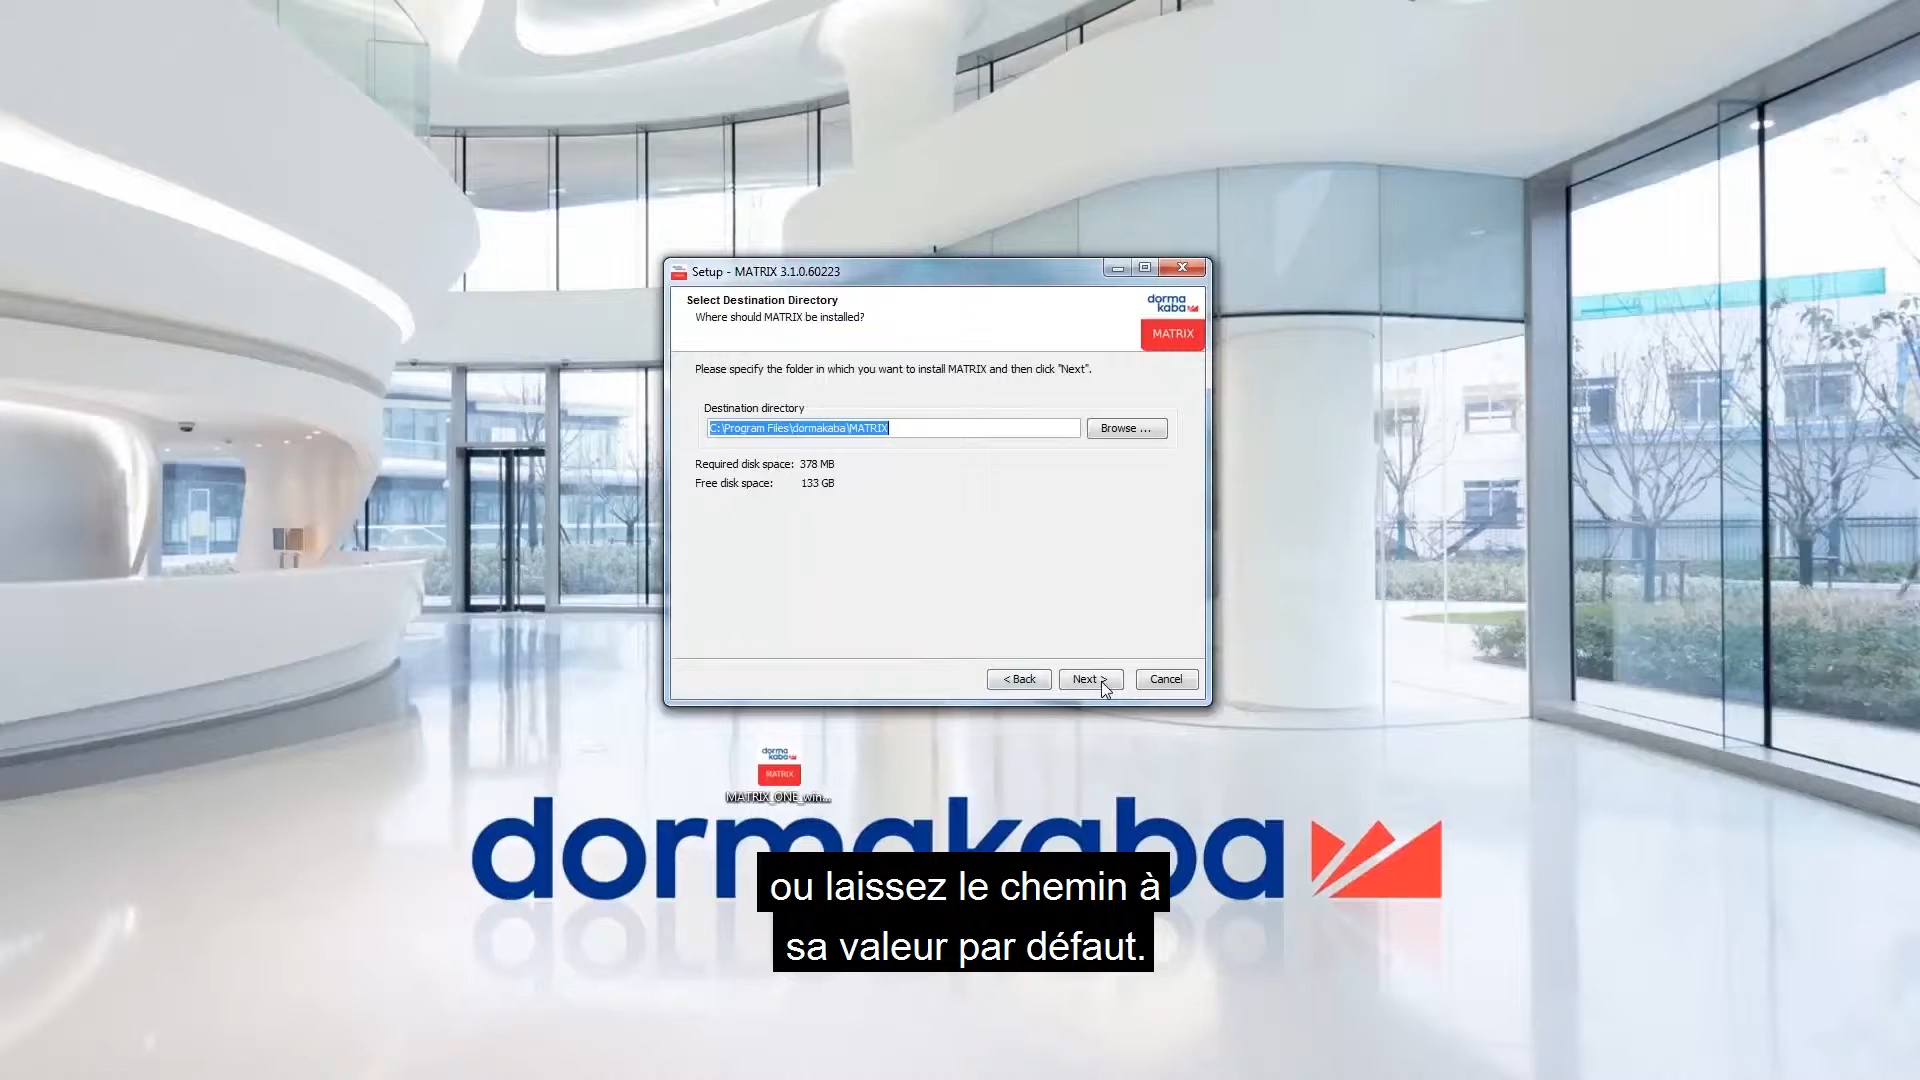 Setup - MATRIX 3.1.0.60223
Select Destination Directory
Where should MATRIX be installed?
dorma
kaba
MATRIX
Please specify the folder in which you want to install MATRIX and then click "Next".
Destination directory
C:\Program Files\dormakaba\MATRIX
Browse ...
Required disk space: 378 MB
Free disk space: 133 GB
< Back
Next >
Cancel
dorma
kaba
MATRIX
MATRIX_ONE_win...
dormakaba
ou laissez le chemin à
sa valeur par défaut.